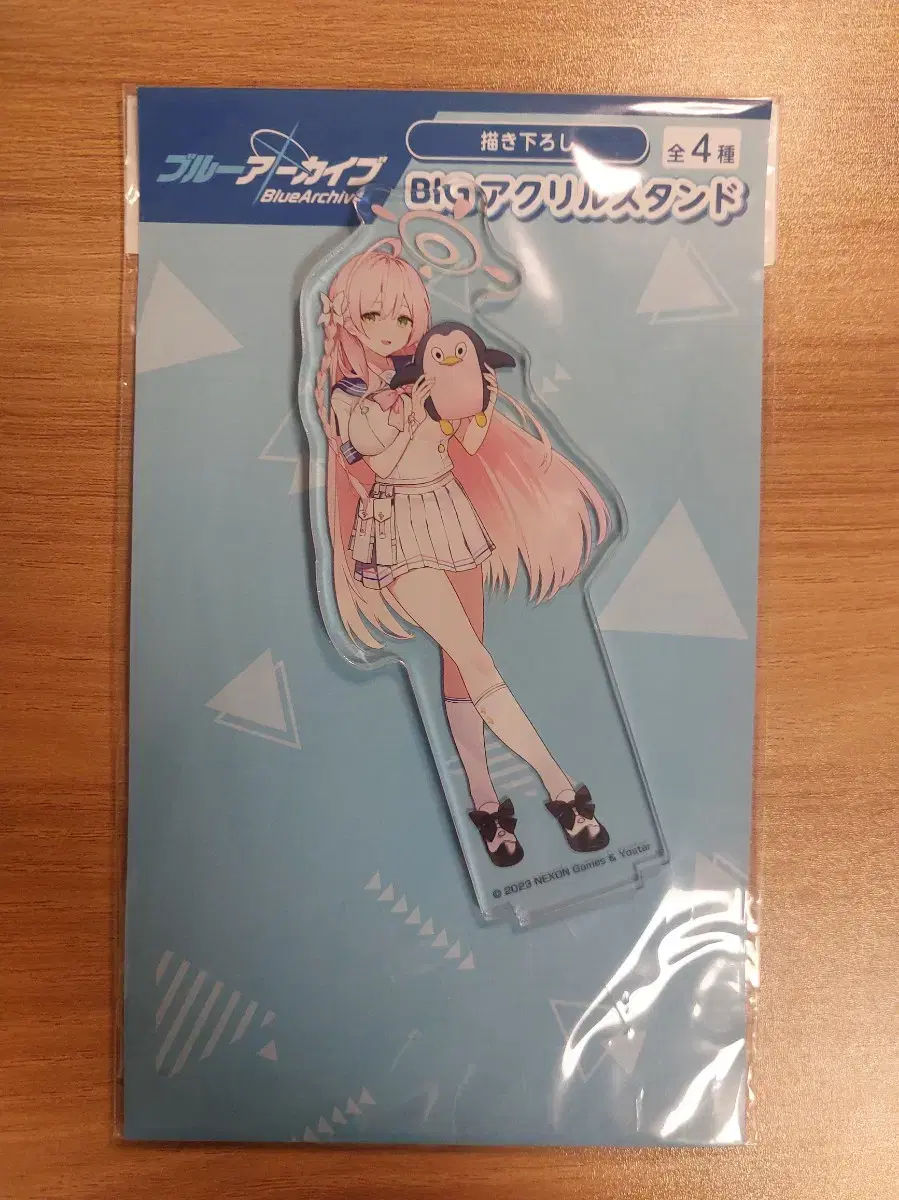 描き下ろし
全4種
ブルーアーカイブ
BlueArchive
Bigアクリルスタンド
© 2023 NEXON Games & Yostar